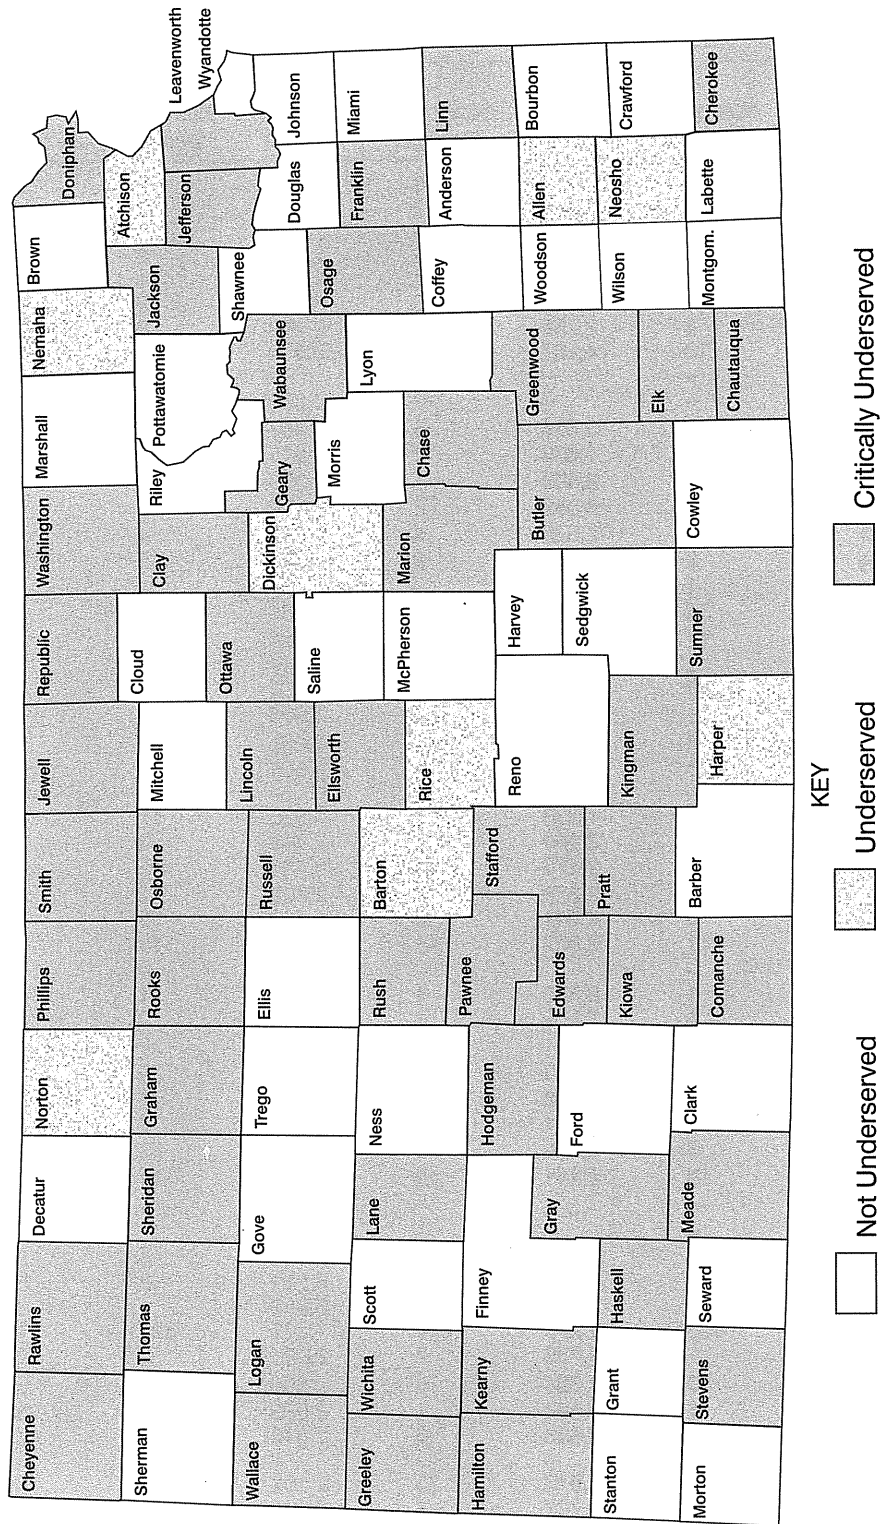 Cheyenne
Rawlins
Decatur
Norton
Phillips
Smith
Jewell
Republic
Washington
Marshall
Nemaha
Brown
Doniphan
Sherman
Thomas
Sheridan
Graham
Rooks
Osborne
Mitchell
Cloud
Clay
Riley
Pottawatomie
Jackson
Atchison
Jefferson
Leavenworth
Wyandotte
Wallace
Logan
Gove
Trego
Ellis
Russell
Lincoln
Ottawa
Dickinson
Geary
Wabaunsee
Shawnee
Douglas
Johnson
Greeley
Wichita
Scott
Lane
Ness
Rush
Barton
Ellsworth
Saline
Morris
Osage
Franklin
Miami
Hamilton
Kearny
Finney
Hodgeman
Pawnee
Rice
McPherson
Marion
Chase
Lyon
Coffey
Anderson
Linn
Stanton
Grant
Haskell
Gray
Ford
Edwards
Stafford
Reno
Harvey
Butler
Greenwood
Woodson
Allen
Bourbon
Kiowa
Pratt
Kingman
Sedgwick
Elk
Wilson
Neosho
Crawford
Morton
Stevens
Seward
Meade
Clark
Comanche
Barber
Harper
Sumner
Cowley
Chautauqua
Montgom.
Labette
Cherokee
KEY
Not Underserved
Underserved
Critically Underserved